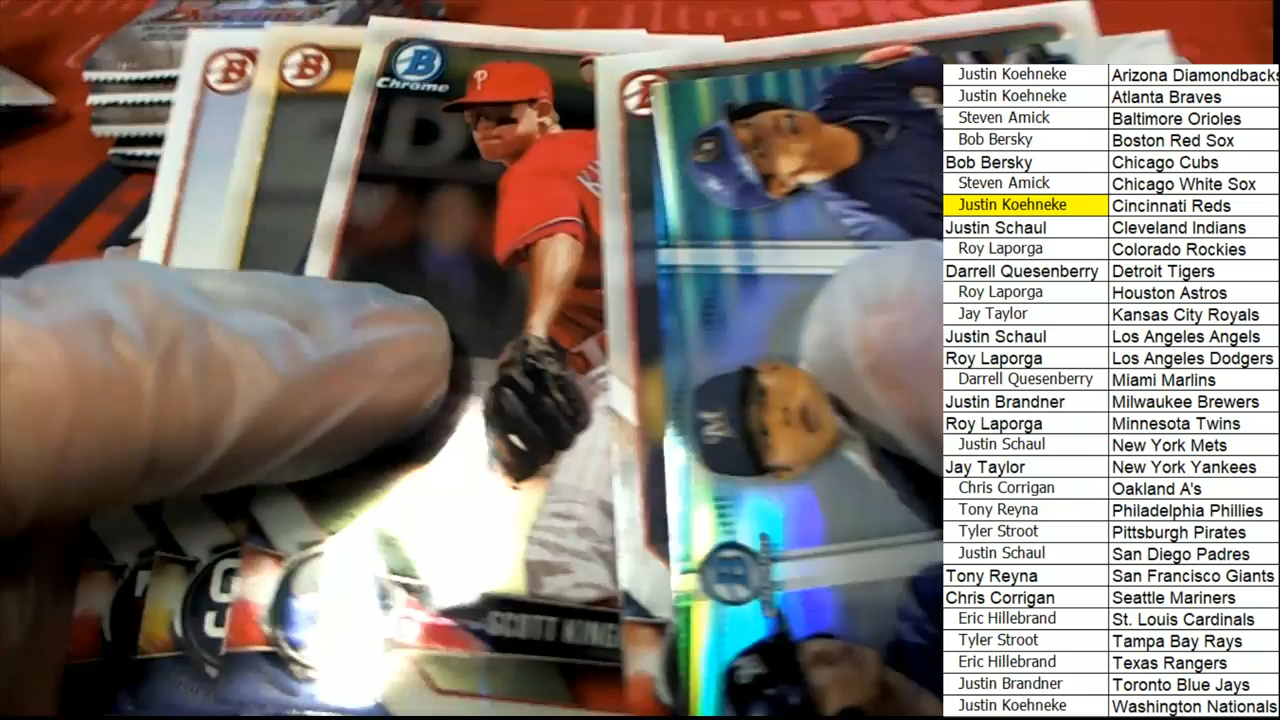 Ultra-PRO
B
B
B
Chrome
P
D
B
SCOTT KING
M
Justin Koehneke Arizona Diamondbacks
Justin Koehneke Atlanta Braves
Steven Amick Baltimore Orioles
Bob Bersky Boston Red Sox
Bob Bersky Chicago Cubs
Steven Amick Chicago White Sox
Justin Koehneke Cincinnati Reds
Justin Schaul Cleveland Indians
Roy Laporga Colorado Rockies
Darrell Quesenberry Detroit Tigers
Roy Laporga Houston Astros
Jay Taylor Kansas City Royals
Justin Schaul Los Angeles Angels
Roy Laporga Los Angeles Dodgers
Darrell Quesenberry Miami Marlins
Justin Brandner Milwaukee Brewers
Roy Laporga Minnesota Twins
Justin Schaul New York Mets
Jay Taylor New York Yankees
Chris Corrigan Oakland A's
Tony Reyna Philadelphia Phillies
Tyler Stroot Pittsburgh Pirates
Justin Schaul San Diego Padres
Tony Reyna San Francisco Giants
Chris Corrigan Seattle Mariners
Eric Hillebrand St. Louis Cardinals
Tyler Stroot Tampa Bay Rays
Eric Hillebrand Texas Rangers
Justin Brandner Toronto Blue Jays
Justin Koehneke Washington Nationals